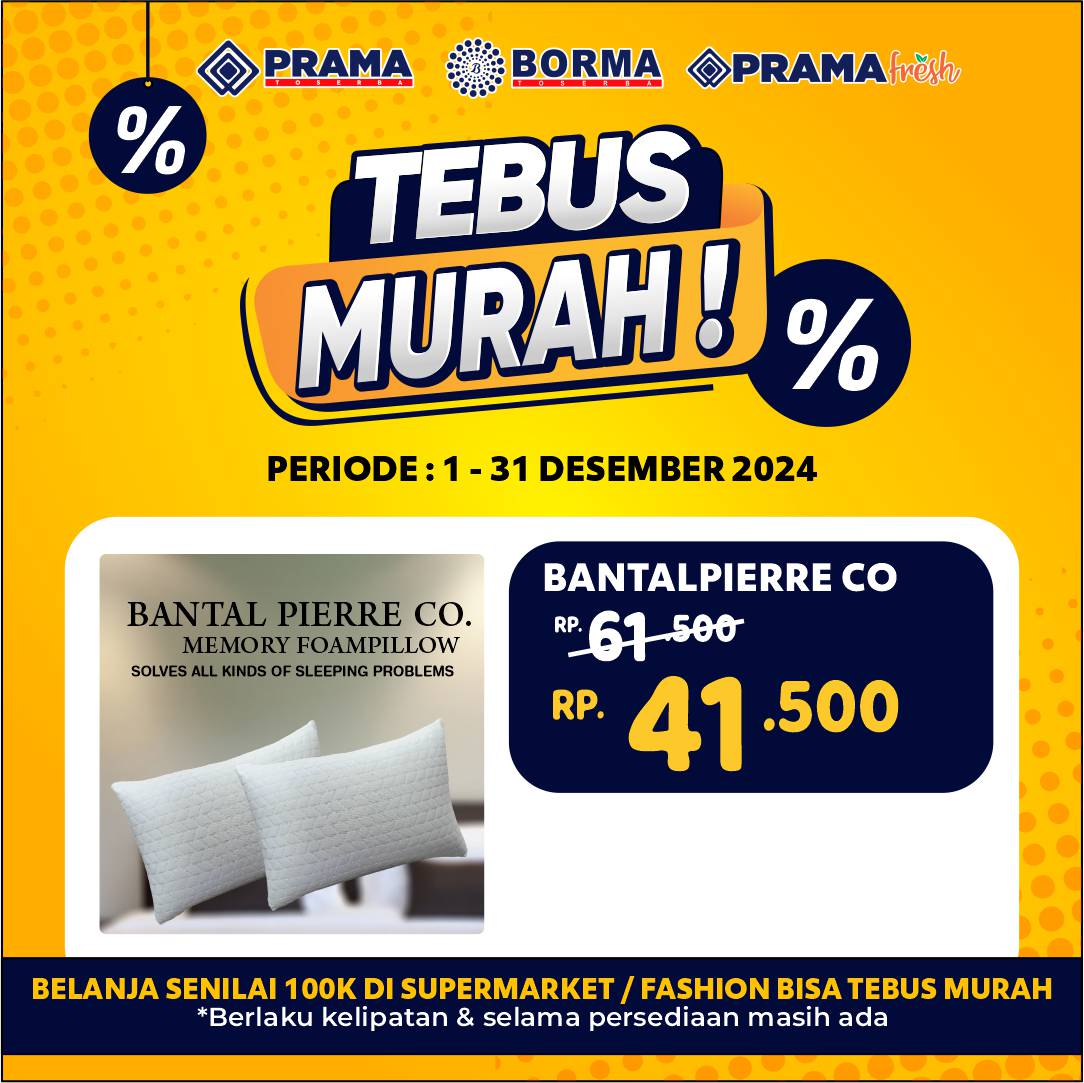 PRAMA
TOSERBA
BORMA
TOSERBA
PRAMA fresh
%
TEBUS
MURAH !
%
PERIODE : 1 - 31 DESEMBER 2024
BANTAL PIERRE CO.
MEMORY FOAMPILLOW
SOLVES ALL KINDS OF SLEEPING PROBLEMS
BANTALPIERRE CO
RP. 61.500
RP. 41.500
BELANJA SENILAI 100K DI SUPERMARKET / FASHION BISA TEBUS MURAH
*Berlaku kelipatan & selama persediaan masih ada